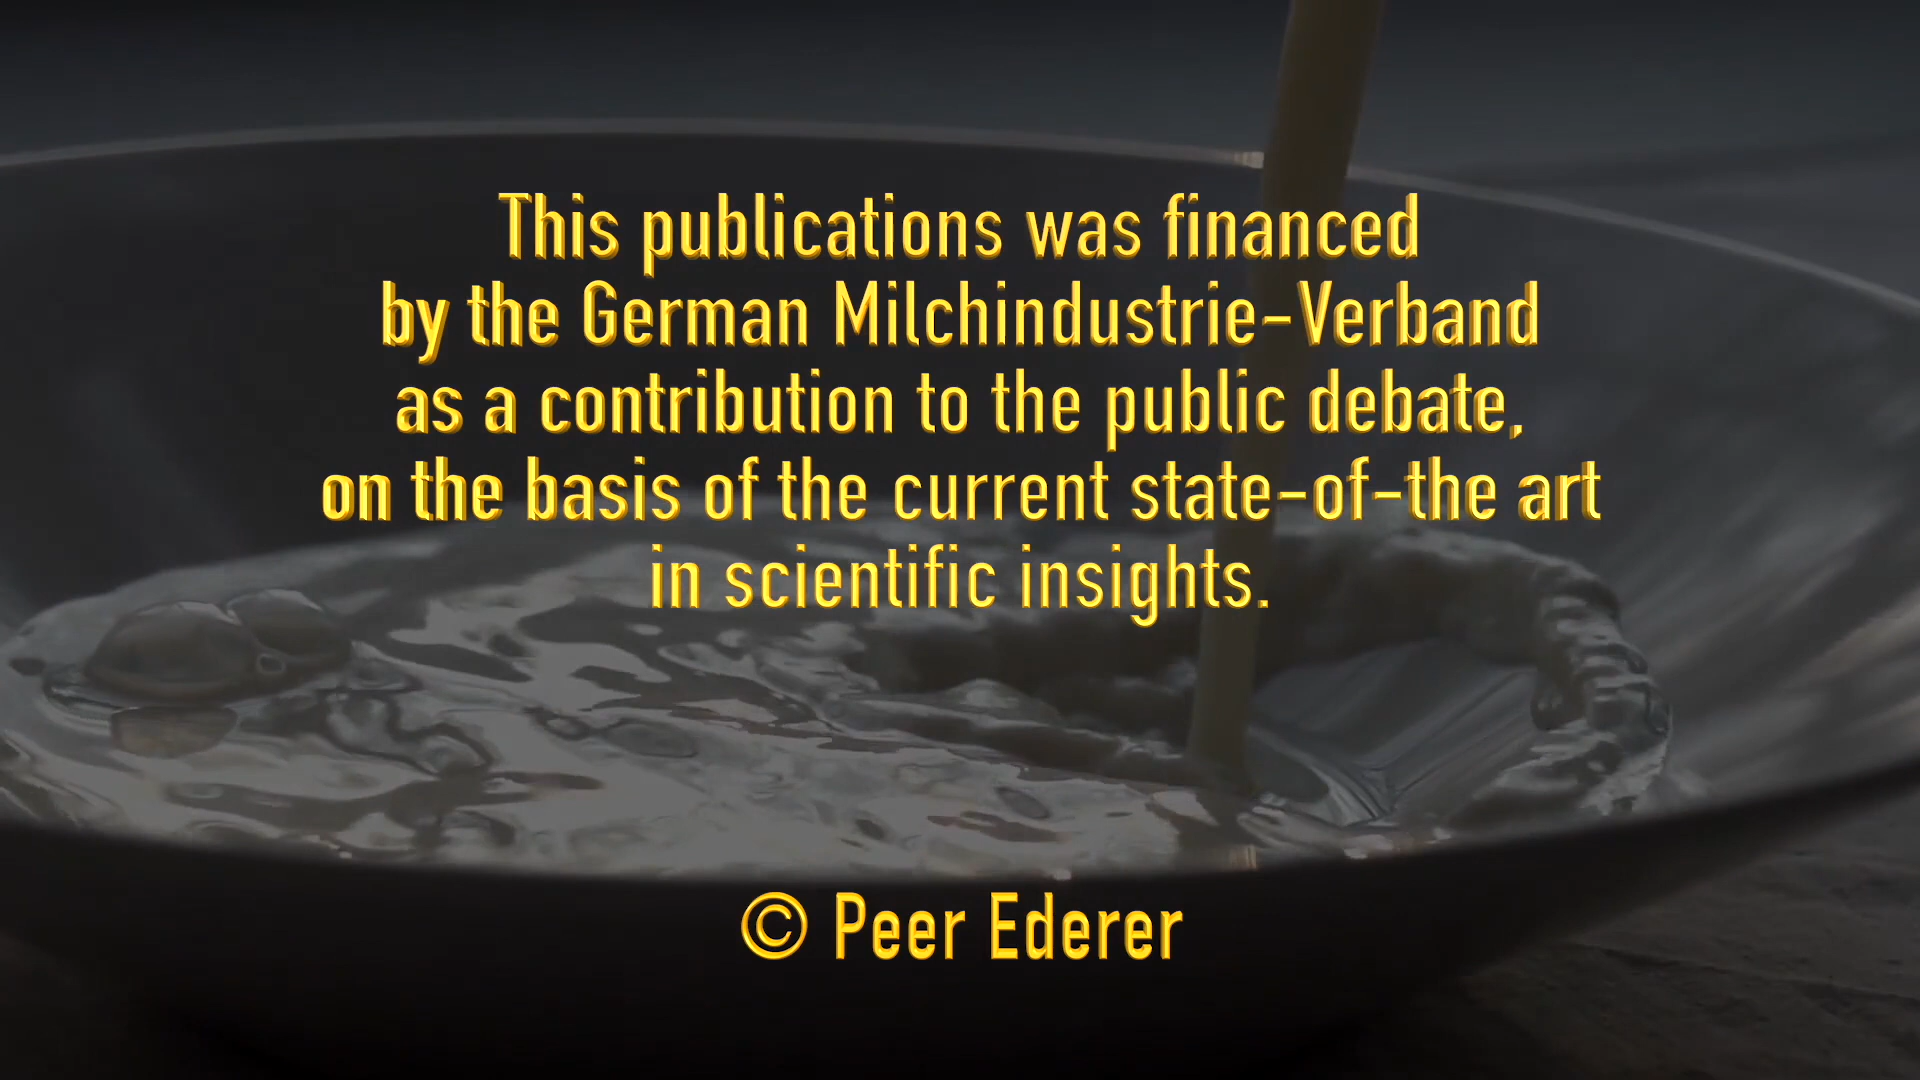 This publications was financed
by the German Milchindustrie-Verband
as a contribution to the public debate,
on the basis of the current state-of-the art
in scientific insights.
© Peer Ederer